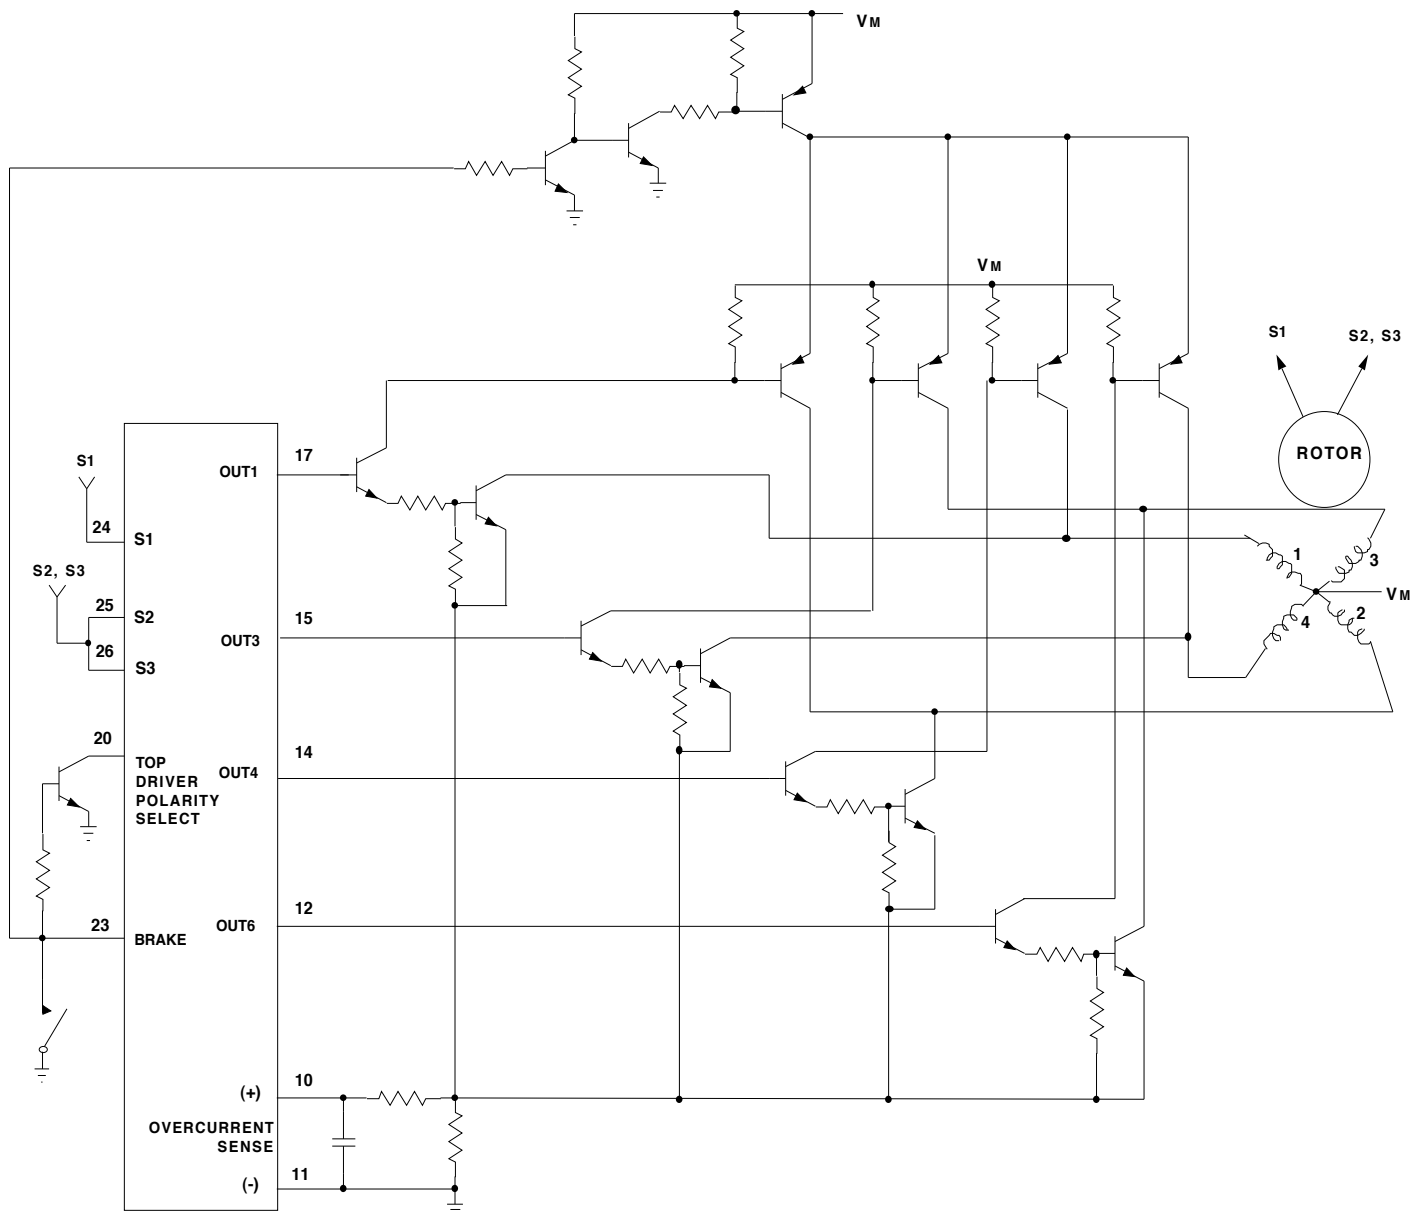 VM
VM
S1
S2, S3
ROTOR
17
OUT1
S1
24
S1
S2, S3
25
S2
26
S3
15
OUT3
1
3
VM
4
2
20
TOP
DRIVER
POLARITY
SELECT
14
OUT4
23
BRAKE
12
OUT6
10
(+)
OVERCURRENT
SENSE
11
(-)